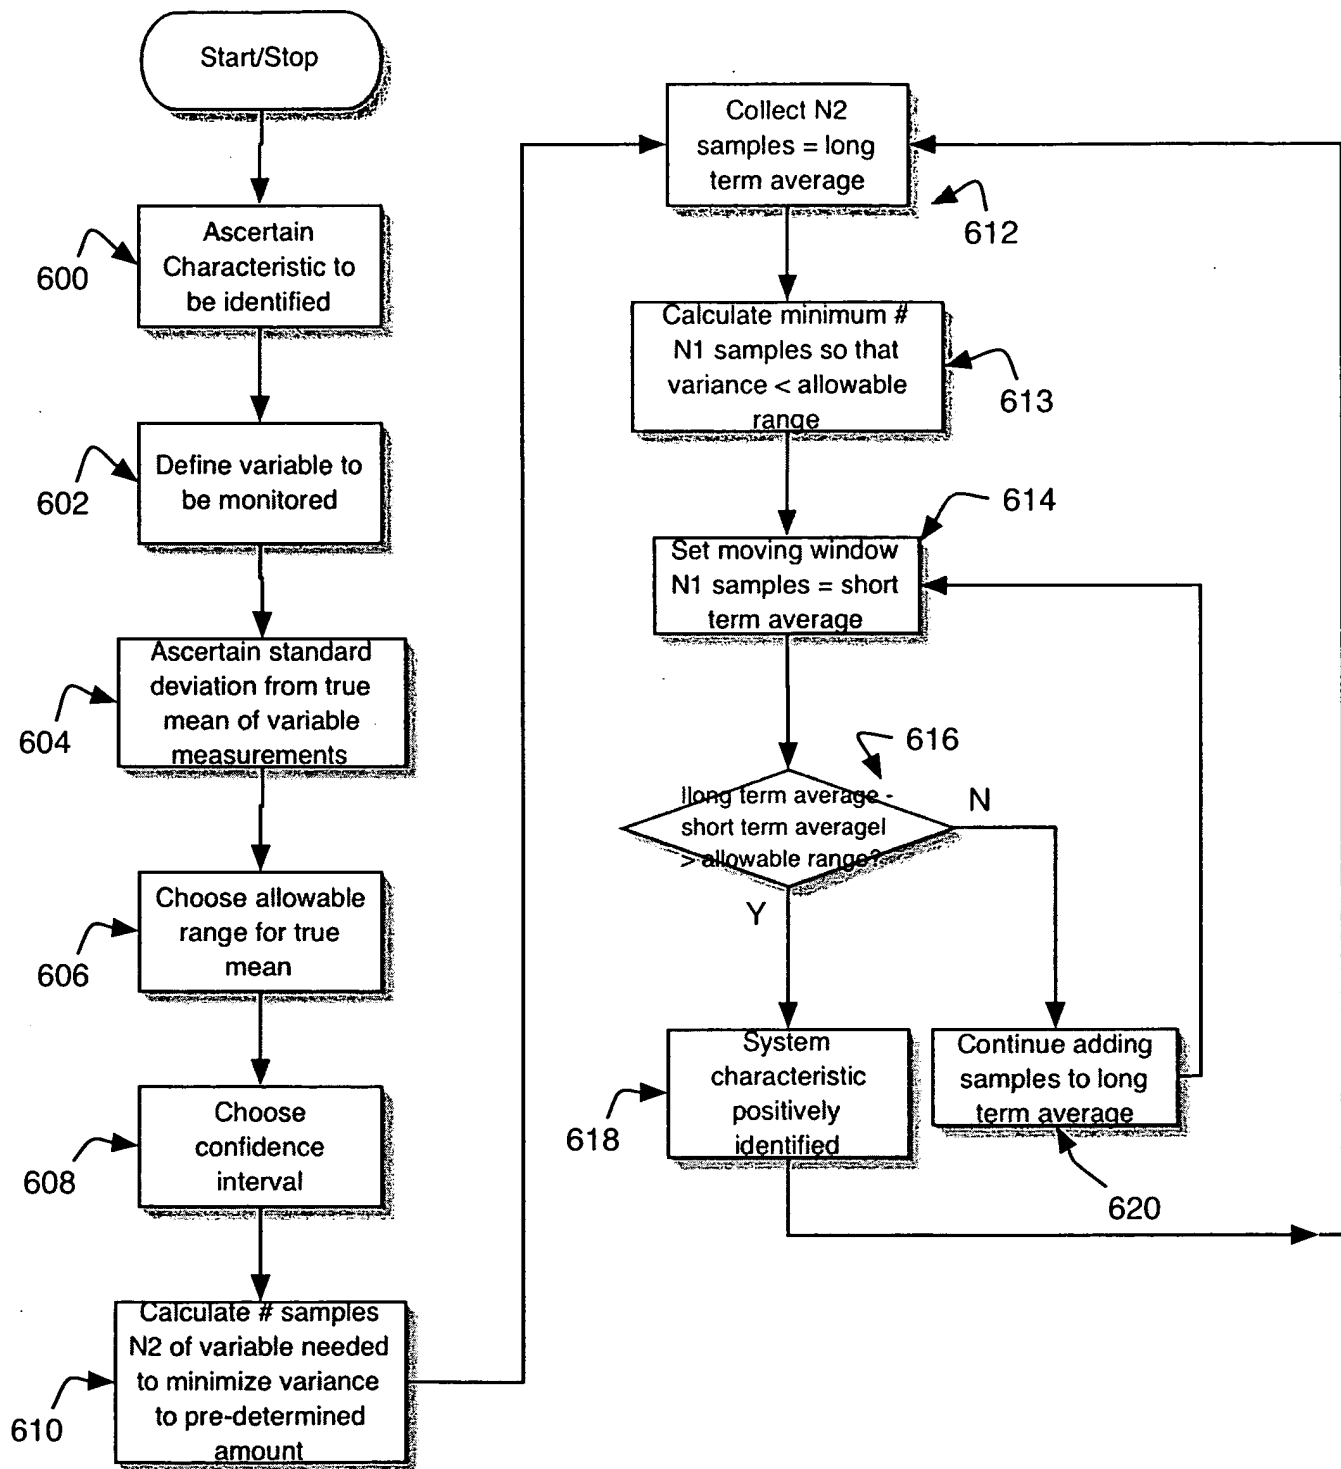 Start/Stop
600
Ascertain
Characteristic to
be identified
602
Define variable to
be monitored
604
Ascertain standard
deviation from true
mean of variable
measurements
606
Choose allowable
range for true
mean
608
Choose
confidence
interval
610
Calculate # samples
N2 of variable needed
to minimize variance
to pre-determined
amount
Collect N2
samples = long
term average
612
Calculate minimum #
N1 samples so that
variance < allowable
range
613
614
Set moving window
N1 samples = short
term average
616
|long term average -
short term average|
> allowable range?
N
Y
618
System
characteristic
positively
identified
Continue adding
samples to long
term average
620